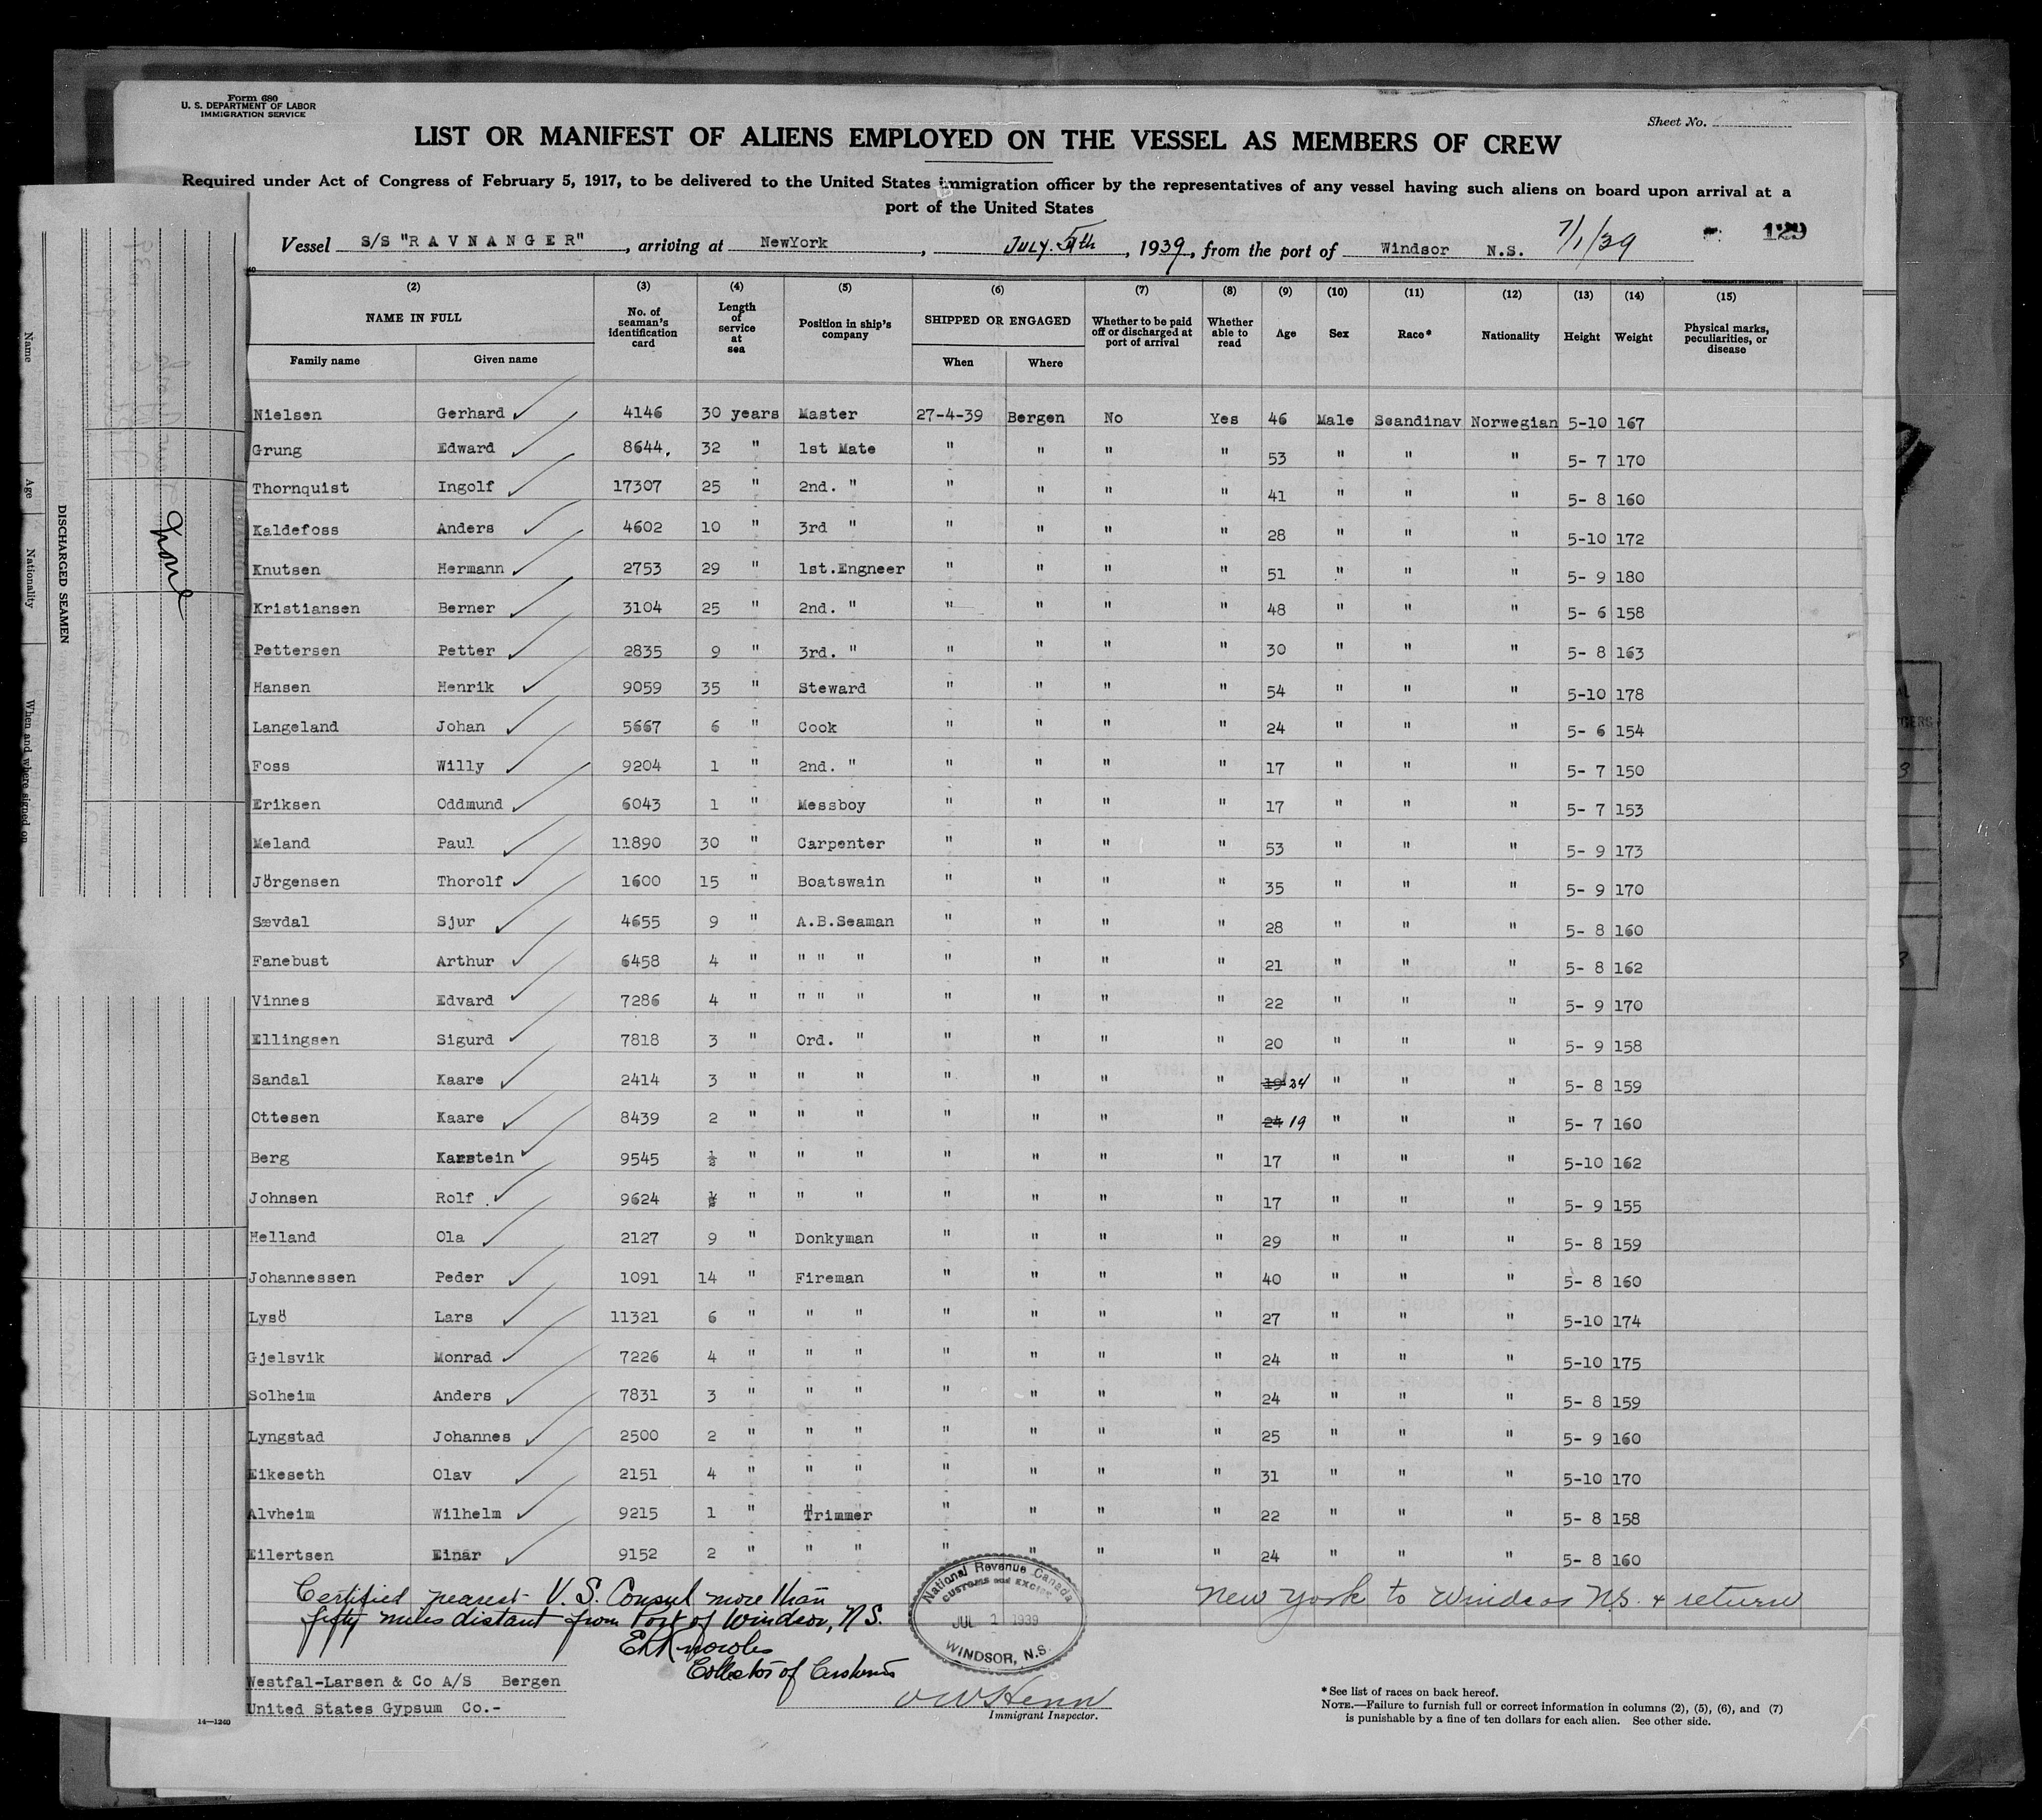 Form 680
U. S. DEPARTMENT OF LABOR
IMMIGRATION SERVICE
Sheet No.
LIST OR MANIFEST OF ALIENS EMPLOYED ON THE VESSEL AS MEMBERS OF CREW
Required under Act of Congress of February 5, 1917, to be delivered to the United States immigration officer by the representatives of any vessel having such aliens on board upon arrival at a
port of the United States
Vessel S/S "RAVNANGER", arriving at NewYork, JULY. 5th, 1939, from the port of Windsor N.S. 7/1/39 129
(2) (3) (4) (5) (6) (7) (8) (9) (10) (11) (12) (13) (14) (15)
NAME IN FULL No. of seaman's identification card Length of service at sea Position in ship's company SHIPPED OR ENGAGED Whether to be paid off or discharged at port of arrival Whether able to read Age Sex Race* Nationality Height Weight Physical marks, peculiarities, or disease
Family name Given name When Where
Nielsen Gerhard 4146 30 years Master 27-4-39 Bergen No Yes 46 Male Scandinav Norwegian 5-10 167
Grung Edward 8644. 32 " 1st Mate " " " " 53 " " " 5- 7 170
Thornquist Ingolf 17307 25 " 2nd. " " " " " 41 " " " 5- 8 160
Kaldefoss Anders 4602 10 " 3rd " " " " " 28 " " " 5-10 172
Knutsen Hermann 2753 29 " 1st.Engneer " " " " 51 " " " 5- 9 180
Kristiansen Berner 3104 25 " 2nd. " " " " " 48 " " " 5- 6 158
Pettersen Petter 2835 9 " 3rd. " " " " " 30 " " " 5- 8 163
Hansen Henrik 9059 35 " Steward " " " " 54 " " " 5-10 178
Langeland Johan 5667 6 " Cook " " " " 24 " " " 5- 6 154
Foss Willy 9204 1 " 2nd. " " " " " 17 " " " 5- 7 150
Eriksen Oddmund 6043 1 " Messboy " " " " 17 " " " 5- 7 153
Meland Paul 11890 30 " Carpenter " " " " 53 " " " 5- 9 173
Jörgensen Thorolf 1600 15 " Boatswain " " " " 35 " " " 5- 9 170
Sævdal Sjur 4655 9 " A.B.Seaman " " " " 28 " " " 5- 8 160
Fanebust Arthur 6458 4 " " " " " " " " 21 " " " 5- 8 162
Vinnes Edvard 7286 4 " " " " " " " " 22 " " " 5- 9 170
Ellingsen Sigurd 7818 3 " Ord. " " " " " 20 " " " 5- 9 158
Sandal Kaare 2414 3 " " " " " " " 19 24 " " " 5- 8 159
Ottesen Kaare 8439 2 " " " " " " " 24 19 " " " 5- 7 160
Berg Karstein 9545 ½ " " " " " " " 17 " " " 5-10 162
Johnsen Rolf 9624 ½ " " " " " " " 17 " " " 5- 9 155
Helland Ola 2127 9 " Donkyman " " " " 29 " " " 5- 8 159
Johannessen Peder 1091 14 " Fireman " " " " 40 " " " 5- 8 160
Lysö Lars 11321 6 " " " " " " " 27 " " " 5-10 174
Gjelsvik Monrad 7226 4 " " " " " " " 24 " " " 5-10 175
Solheim Anders 7831 3 " " " " " " " 24 " " " 5- 8 159
Lyngstad Johannes 2500 2 " " " " " " " 25 " " " 5- 9 160
Eikeseth Olav 2151 4 " " " " " " " 31 " " " 5-10 170
Alvheim Wilhelm 9215 1 " Trimmer " " " " 22 " " " 5- 8 158
Eilertsen Einar 9152 2 " " " " " " " 24 " " " 5- 8 160
Certified nearest U. S. Consul more than
fifty miles distant from Port of Windsor, N.S.
Collector of Customs
National Revenue Canada
CUSTOMS and EXCISE
JUL 1 1939
WINDSOR, N.S.
New York to Windsor N.S. & return
Westfal-Larsen & Co A/S Bergen
United States Gypsum Co.-
14-1240
Immigrant Inspector.
* See list of races on back hereof.
NOTE.—Failure to furnish full or correct information in columns (2), (5), (6), and (7)
is punishable by a fine of ten dollars for each alien. See other side.
Name
Age
Nationality
When and where signed on
DISCHARGED SEAMEN
None